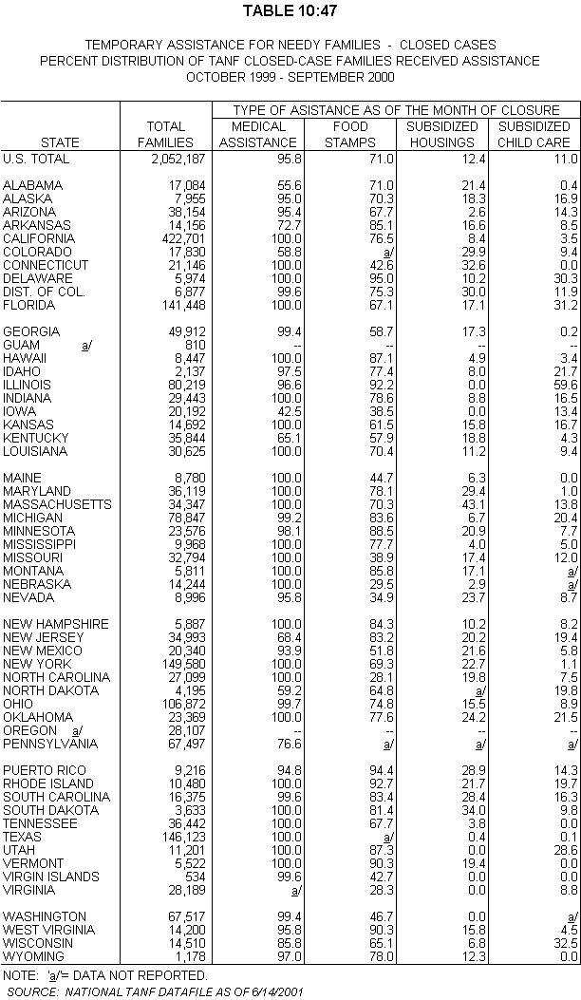 TABLE 10:47
TEMPORARY ASSISTANCE FOR NEEDY FAMILIES - CLOSED CASES
PERCENT DISTRIBUTION OF TANF CLOSED-CASE FAMILIES RECEIVED ASSISTANCE
OCTOBER 1999 - SEPTEMBER 2000
TYPE OF ASISTANCE AS OF THE MONTH OF CLOSURE
TOTAL MEDICAL FOOD SUBSIDIZED SUBSIDIZED
STATE FAMILIES ASSISTANCE STAMPS HOUSINGS CHILD CARE
U.S. TOTAL 2,052,187 95.8 71.0 12.4 11.0
ALABAMA 17,084 55.6 71.0 21.4 0.4
ALASKA 7,955 95.0 70.3 18.3 16.9
ARIZONA 38,154 95.4 67.7 2.6 14.3
ARKANSAS 14,156 72.7 85.1 16.6 8.5
CALIFORNIA 422,701 100.0 76.5 8.4 3.5
COLORADO 17,830 58.8 a/ 29.9 9.4
CONNECTICUT 21,146 100.0 42.6 32.6 0.0
DELAWARE 5,974 100.0 95.0 10.2 30.3
DIST. OF COL. 6,877 99.6 75.3 30.0 11.9
FLORIDA 141,448 100.0 67.1 17.1 31.2
GEORGIA 49,912 99.4 58.7 17.3 0.2
GUAM a/ 810 -- -- -- --
HAWAII 8,447 100.0 87.1 4.9 3.4
IDAHO 2,137 97.5 77.4 8.0 21.7
ILLINOIS 80,219 96.6 92.2 0.0 59.6
INDIANA 29,443 100.0 78.6 8.8 16.5
IOWA 20,192 42.5 38.5 0.0 13.4
KANSAS 14,692 100.0 61.5 15.8 16.7
KENTUCKY 35,844 65.1 57.9 18.8 4.3
LOUISIANA 30,625 100.0 70.4 11.2 9.4
MAINE 8,780 100.0 44.7 6.3 0.0
MARYLAND 36,119 100.0 78.1 29.4 1.0
MASSACHUSETTS 34,347 100.0 70.3 43.1 13.8
MICHIGAN 78,847 99.2 83.6 6.7 20.4
MINNESOTA 23,576 98.1 88.5 20.9 7.7
MISSISSIPPI 9,968 100.0 77.7 4.0 5.0
MISSOURI 32,794 100.0 38.9 17.4 12.0
MONTANA 5,811 100.0 85.8 17.1 a/
NEBRASKA 14,244 100.0 29.5 2.9 a/
NEVADA 8,996 95.8 34.9 23.7 8.7
NEW HAMPSHIRE 5,887 100.0 84.3 10.2 8.2
NEW JERSEY 34,993 68.4 83.2 20.2 19.4
NEW MEXICO 20,340 93.9 51.8 21.6 5.8
NEW YORK 149,580 100.0 69.3 22.7 1.1
NORTH CAROLINA 27,099 100.0 28.1 19.8 7.5
NORTH DAKOTA 4,195 59.2 64.8 a/ 19.8
OHIO 106,872 99.7 74.8 15.5 8.9
OKLAHOMA 23,369 100.0 77.6 24.2 21.5
OREGON a/ 28,107 -- -- -- --
PENNSYLVANIA 67,497 76.6 a/ a/ a/
PUERTO RICO 9,216 94.8 94.4 28.9 14.3
RHODE ISLAND 10,480 100.0 92.7 21.7 19.7
SOUTH CAROLINA 16,375 99.6 83.4 28.4 16.3
SOUTH DAKOTA 3,633 100.0 81.4 34.0 9.8
TENNESSEE 36,442 100.0 67.7 3.8 0.0
TEXAS 146,123 100.0 a/ 0.4 0.1
UTAH 11,201 100.0 87.3 0.0 28.6
VERMONT 5,522 100.0 90.3 19.4 0.0
VIRGIN ISLANDS 534 99.6 42.7 0.0 0.0
VIRGINIA 28,189 a/ 28.3 0.0 8.8
WASHINGTON 67,517 99.4 46.7 0.0 a/
WEST VIRGINIA 14,200 95.8 90.3 15.8 4.5
WISCONSIN 14,510 85.8 65.1 6.8 32.5
WYOMING 1,178 97.0 78.0 12.3 0.0
NOTE: 'a/'= DATA NOT REPORTED.
SOURCE: NATIONAL TANF DATAFILE AS OF 6/14/2001